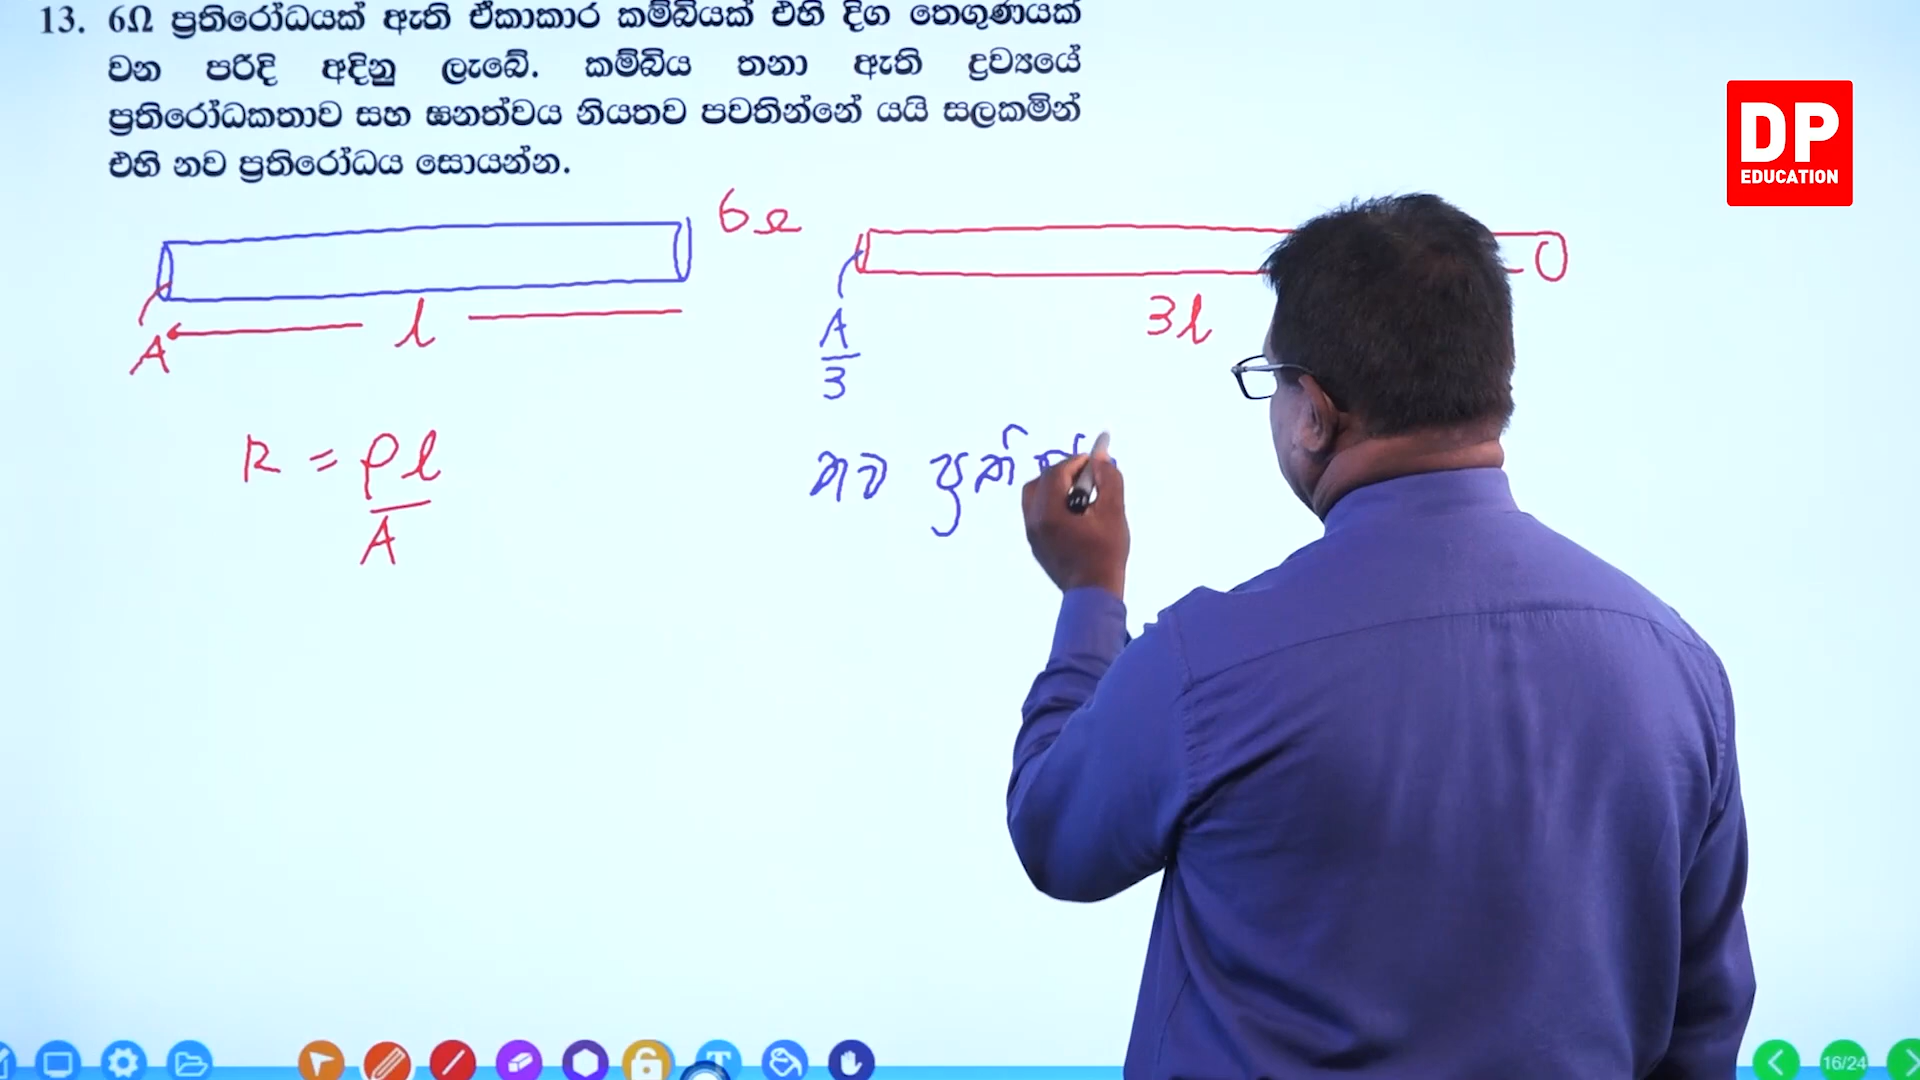 13. 6Ω ප්‍රතිරෝධයක් ඇති ඒකාකාර කම්බියක් එහි දිග තෙගුණයක්
වන පරිදි අදිනු ලැබේ. කම්බිය තනා ඇති ද්‍රව්‍යයේ
ප්‍රතිරෝධකතාව සහ ඝනත්වය නියතව පවතින්නේ යයි සලකමින්
එහි නව ප්‍රතිරෝධය සොයන්න.
DP
EDUCATION
6Ω
l
A
3l
A
3
R = ρl
A
නව ප්‍රති
16/24